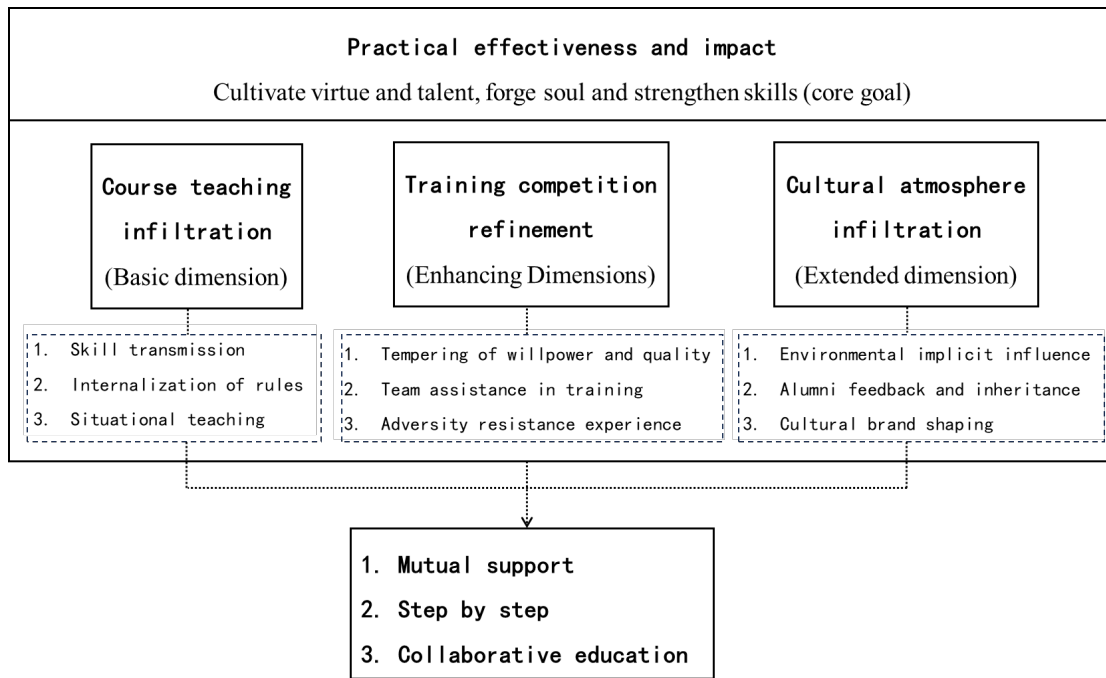 Practical effectiveness and impact
Cultivate virtue and talent, forge soul and strengthen skills (core goal)
Course teaching
infiltration
(Basic dimension)
Training competition
refinement
(Enhancing Dimensions)
Cultural atmosphere
infiltration
(Extended dimension)
1. Skill transmission
2. Internalization of rules
3. Situational teaching
1. Tempering of willpower and quality
2. Team assistance in training
3. Adversity resistance experience
1. Environmental implicit influence
2. Alumni feedback and inheritance
3. Cultural brand shaping
1. Mutual support
2. Step by step
3. Collaborative education